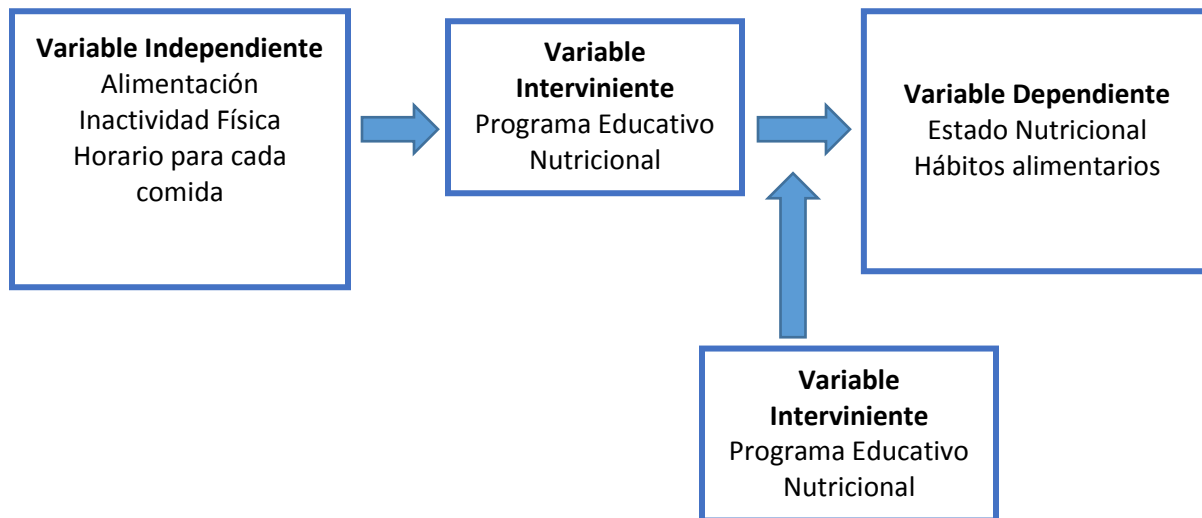 Variable Independiente
Alimentación
Inactividad Física
Horario para cada
comida
Variable
Interviniente
Programa Educativo
Nutricional
Variable Dependiente
Estado Nutricional
Hábitos alimentarios
Variable
Interviniente
Programa Educativo
Nutricional